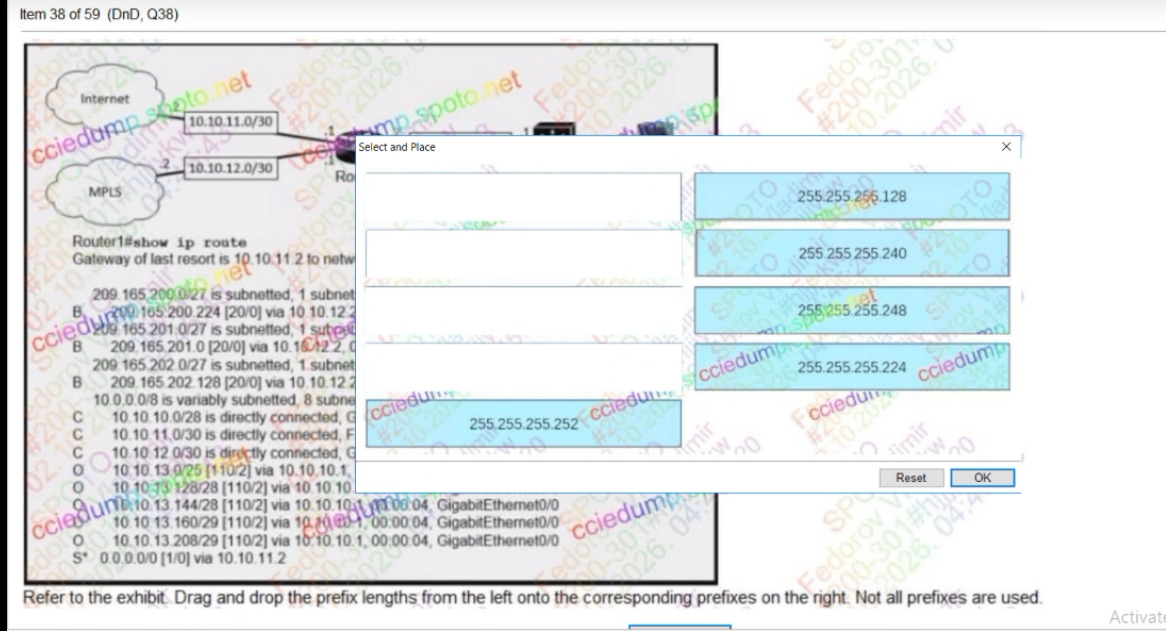 Item 38 of 59 (DnD, Q38)
Internet
.2
10.10.11.0/30
.1
1
.2
10.10.12.0/30
.1
MPLS
Ro
Router1#show ip route
Gateway of last resort is 10.10.11.2 to netw
209.165.200.0/27 is subnetted, 1 subnet
B 209.165.200.224 [20/0] via 10.10.12.2
209.165.201.0/27 is subnetted, 1 subnet
B 209.165.201.0 [20/0] via 10.10.12.2, 0
209.165.202.0/27 is subnetted, 1 subnet
B 209.165.202.128 [20/0] via 10.10.12.2
10.0.0.0/8 is variably subnetted, 8 subne
C 10.10.10.0/28 is directly connected, G
C 10.10.11.0/30 is directly connected, F
C 10.10.12.0/30 is directly connected, G
O 10.10.13.0/25 [110/2] via 10.10.10.1,
O 10.10.13.128/28 [110/2] via 10.10.10
O 10.10.13.144/28 [110/2] via 10.10.10.1, 00:00:04, GigabitEthernet0/0
O 10.10.13.160/29 [110/2] via 10.10.10.1, 00:00:04, GigabitEthernet0/0
O 10.10.13.208/29 [110/2] via 10.10.10.1, 00:00:04, GigabitEthernet0/0
S* 0.0.0.0/0 [1/0] via 10.10.11.2
Select and Place
255.255.255.128
255.255.255.240
255.255.255.248
255.255.255.224
255.255.255.252
Reset
OK
Refer to the exhibit. Drag and drop the prefix lengths from the left onto the corresponding prefixes on the right. Not all prefixes are used.
Activate
cciedump.spoto.net